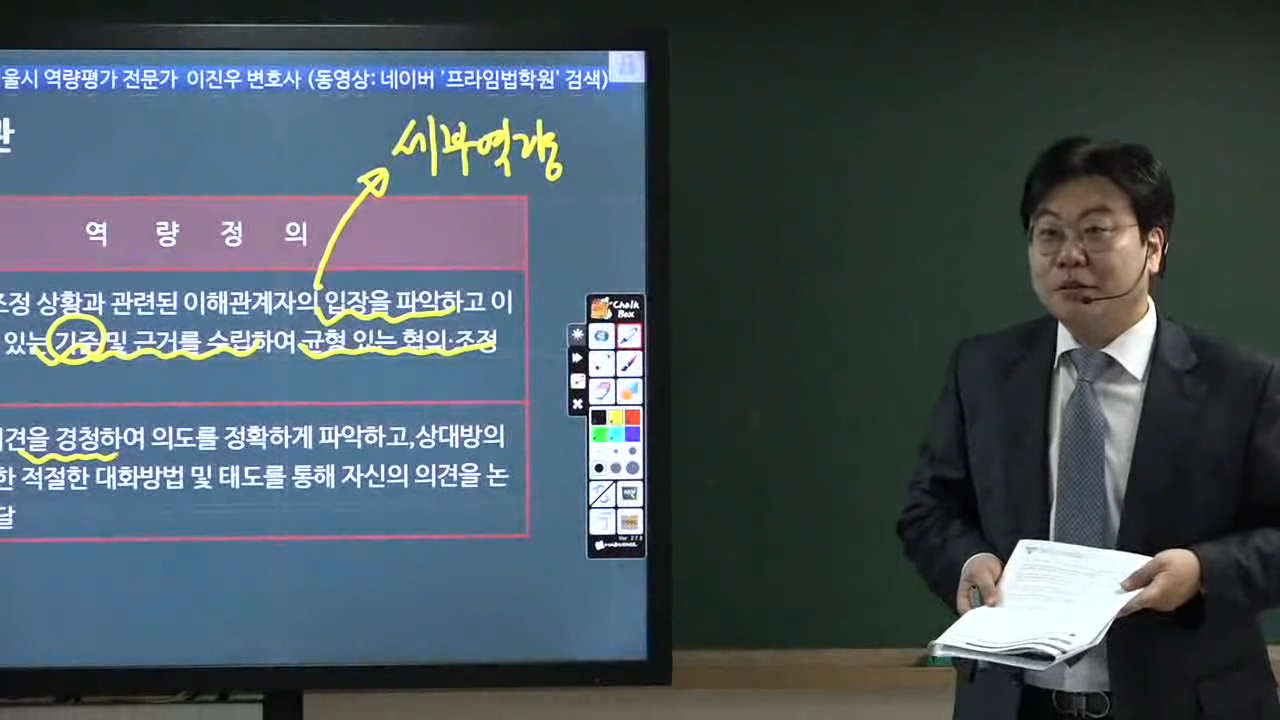 울시 역량평가 전문가 이진우 변호사 (동영상: 네이버 '프라임법학원' 검색)
관
세부역량
역 량 정 의
조정 상황과 관련된 이해관계자의 입장을 파악하고 이
있는 기준 및 근거를 수립하여 균형 있는 협의·조정
의견을 경청하여 의도를 정확하게 파악하고,상대방의
한 적절한 대화방법 및 태도를 통해 자신의 의견을 논
달
Chalk
Box